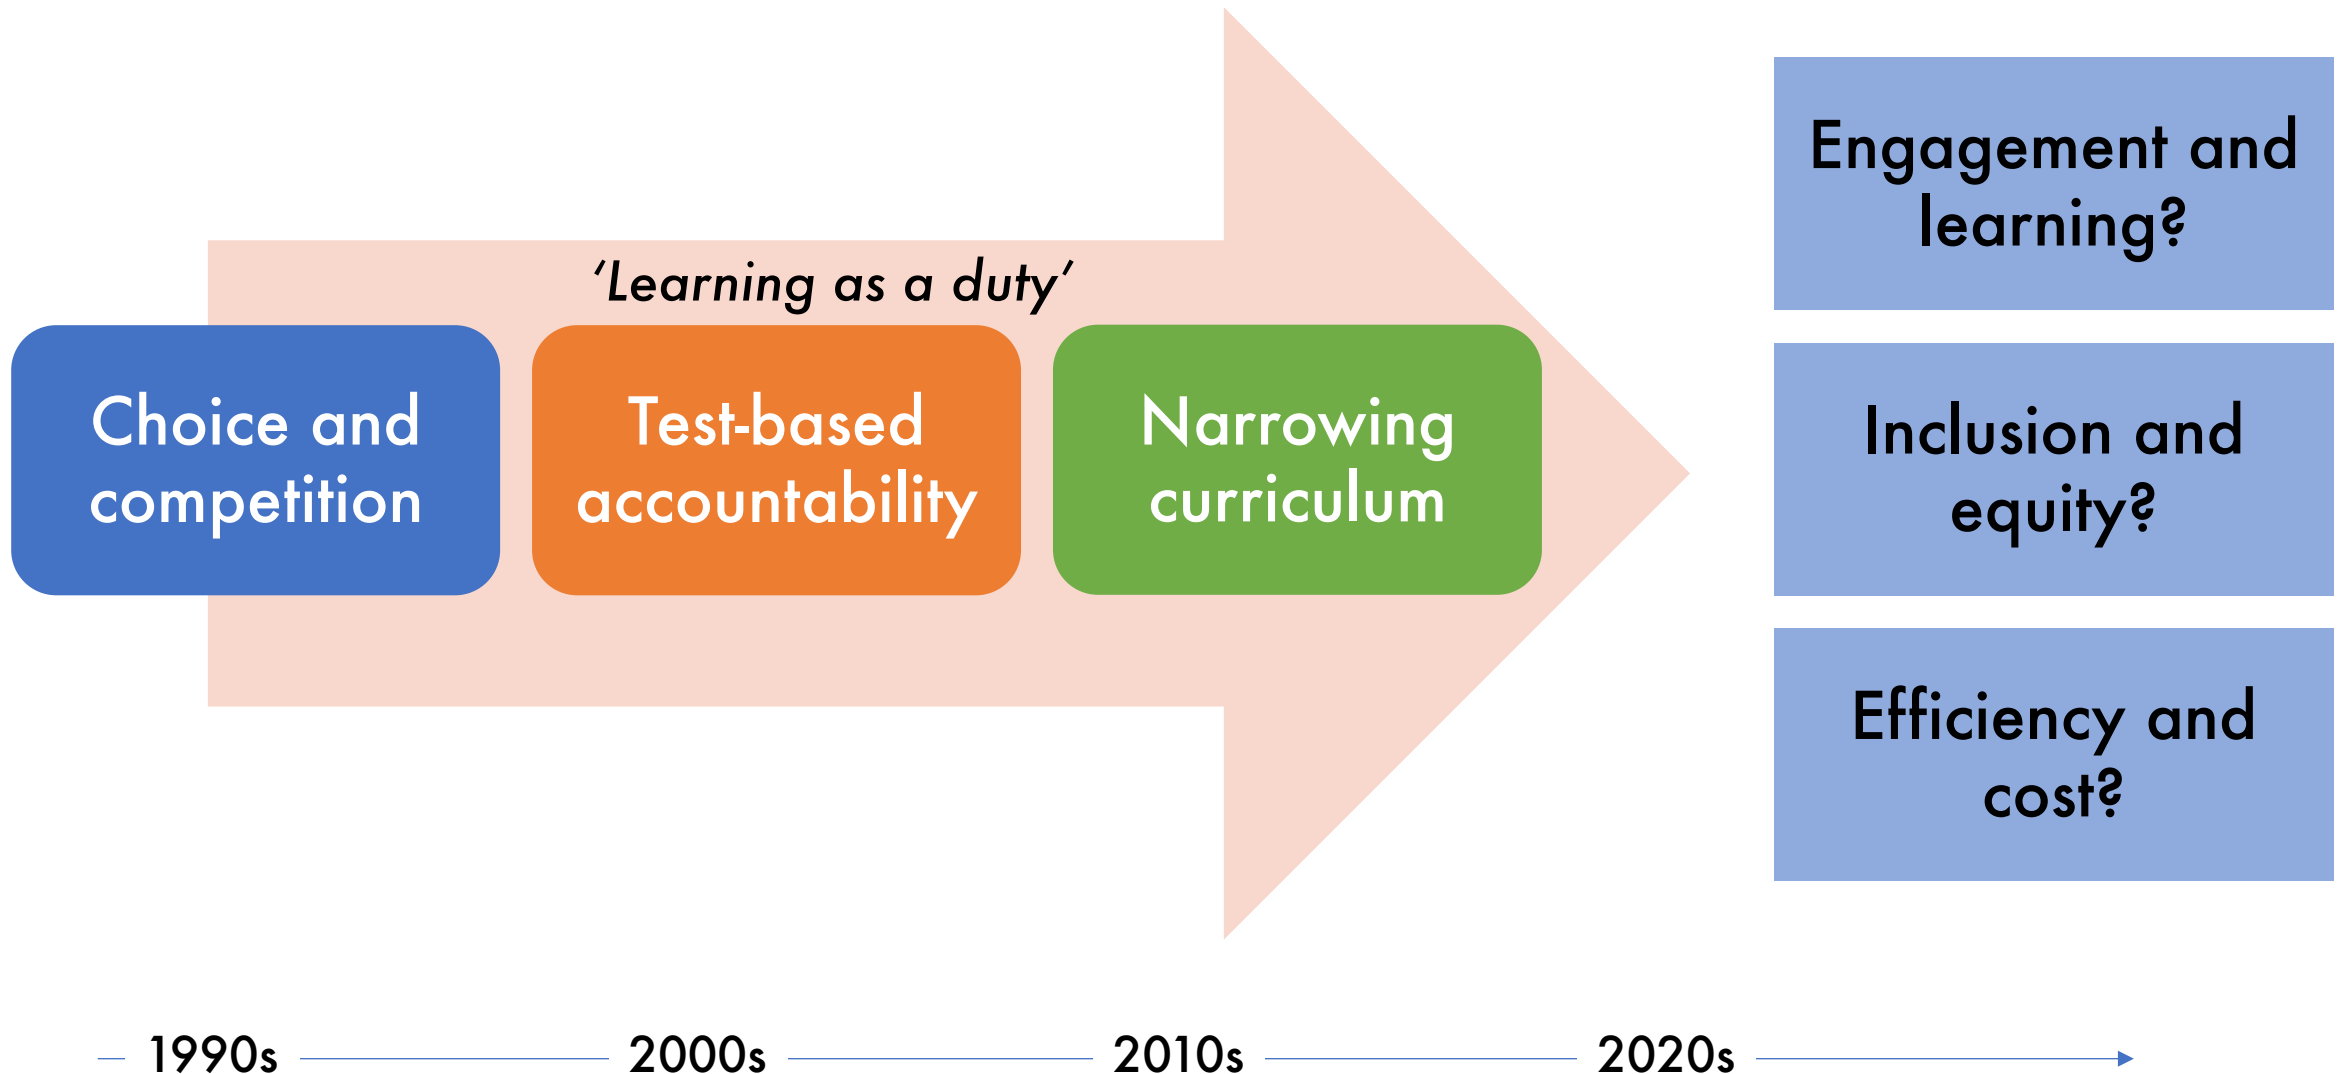 ‘Learning as a duty’
Choice and
competition
Test-based
accountability
Narrowing
curriculum
Engagement and
learning?
Inclusion and
equity?
Efficiency and
cost?
1990s
2000s
2010s
2020s